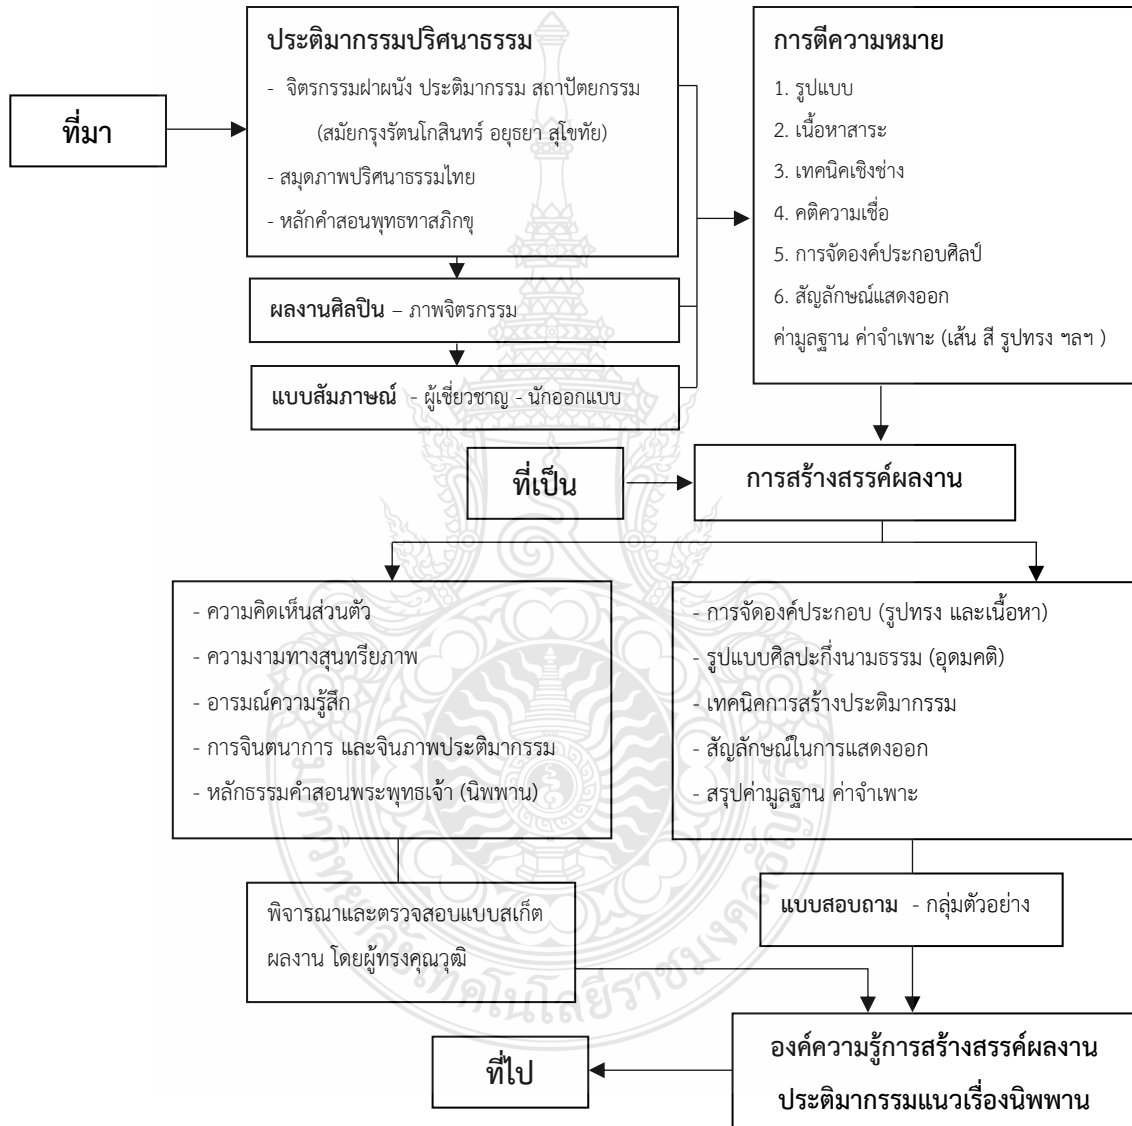 ที่มา
ประติมากรรมปริศนาธรรม
- จิตรกรรมฝาผนัง ประติมากรรม สถาปัตยกรรม
(สมัยกรุงรัตนโกสินทร์ อยุธยา สุโขทัย)
- สมุดภาพปริศนาธรรมไทย
- หลักคำสอนพุทธทาสภิกขุ
ผลงานศิลปิน – ภาพจิตรกรรม
แบบสัมภาษณ์ - ผู้เชี่ยวชาญ - นักออกแบบ
การตีความหมาย
1. รูปแบบ
2. เนื้อหาสาระ
3. เทคนิคเชิงช่าง
4. คติความเชื่อ
5. การจัดองค์ประกอบศิลป์
6. สัญลักษณ์แสดงออก
ค่ามูลฐาน ค่าจำเพาะ (เส้น สี รูปทรง ฯลฯ )
ที่เป็น
การสร้างสรรค์ผลงาน
- ความคิดเห็นส่วนตัว
- ความงามทางสุนทรียภาพ
- อารมณ์ความรู้สึก
- การจินตนาการ และจินภาพประติมากรรม
- หลักธรรมคำสอนพระพุทธเจ้า (นิพพาน)
- การจัดองค์ประกอบ (รูปทรง และเนื้อหา)
- รูปแบบศิลปะกึ่งนามธรรม (อุดมคติ)
- เทคนิคการสร้างประติมากรรม
- สัญลักษณ์ในการแสดงออก
- สรุปค่ามูลฐาน ค่าจำเพาะ
พิจารณาและตรวจสอบแบบสเก็ต
ผลงาน โดยผู้ทรงคุณวุฒิ
แบบสอบถาม - กลุ่มตัวอย่าง
องค์ความรู้การสร้างสรรค์ผลงาน
ประติมากรรมแนวเรื่องนิพพาน
ที่ไป
มหาวิทยาลัยเทคโนโลยีราชมงคลธัญบุรี